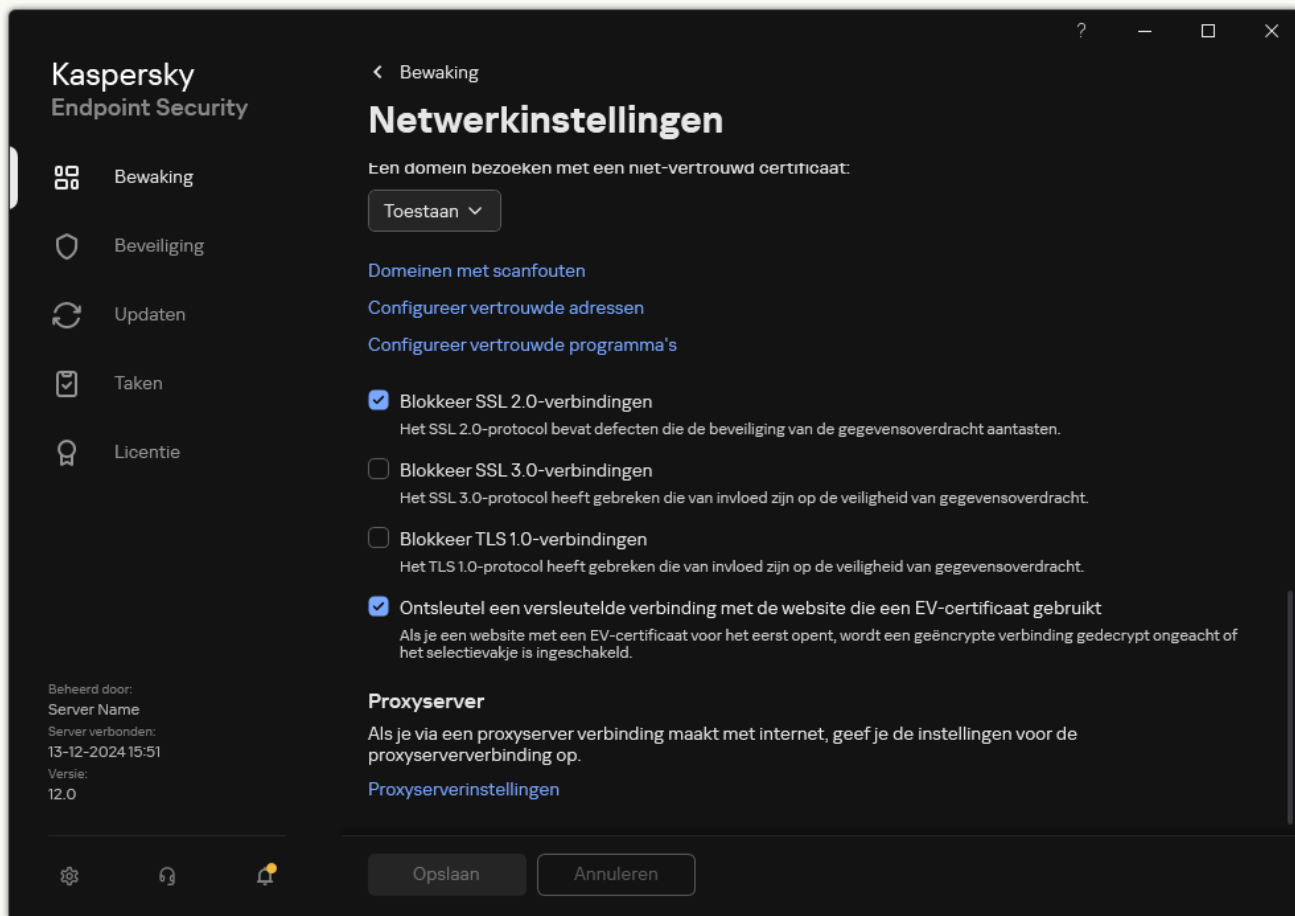 ?
Kaspersky
Endpoint Security
Bewaking
Beveiliging
Updaten
Taken
Licentie
Beheerd door:
Server Name
Server verbonden:
13-12-2024 15:51
Versie:
12.0
Bewaking
Netwerkinstellingen
Een domein bezoeken met een niet-vertrouwd certificaat:
Toestaan
Domeinen met scanfouten
Configureer vertrouwde adressen
Configureer vertrouwde programma's
Blokkeer SSL 2.0-verbindingen
Het SSL 2.0-protocol bevat defecten die de beveiliging van de gegevensoverdracht aantasten.
Blokkeer SSL 3.0-verbindingen
Het SSL 3.0-protocol heeft gebreken die van invloed zijn op de veiligheid van gegevensoverdracht.
Blokkeer TLS 1.0-verbindingen
Het TLS 1.0-protocol heeft gebreken die van invloed zijn op de veiligheid van gegevensoverdracht.
Ontsleutel een versleutelde verbinding met de website die een EV-certificaat gebruikt
Als je een website met een EV-certificaat voor het eerst opent, wordt een geëncrypte verbinding gedecrypt ongeacht of
het selectievakje is ingeschakeld.
Proxyserver
Als je via een proxyserver verbinding maakt met internet, geef je de instellingen voor de
proxyserververbinding op.
Proxyserverinstellingen
Opslaan
Annuleren